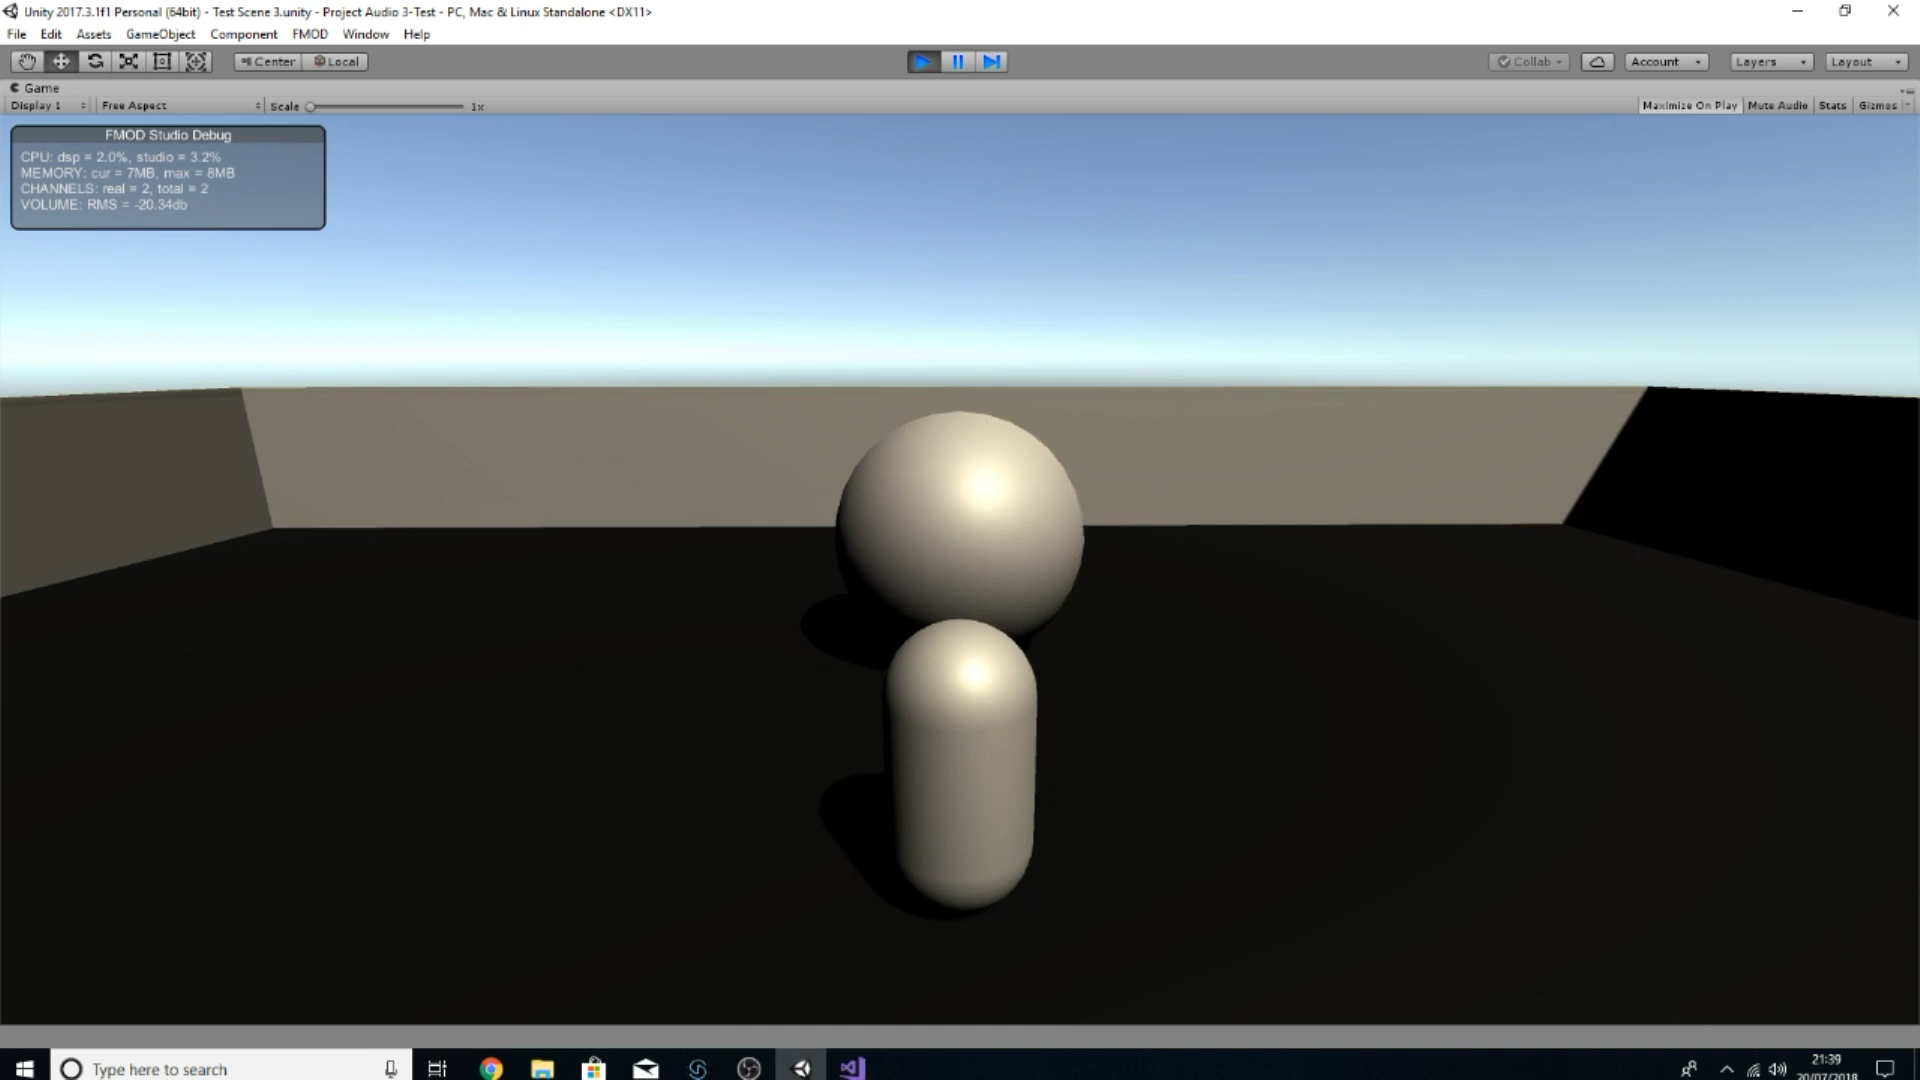 Unity 2017.3.1f1 Personal (64bit) - Test Scene 3.unity - Project Audio 3-Test - PC, Mac & Linux Standalone <DX11>
File Edit Assets GameObject Component FMOD Window Help
Center Local Collab Account Layers Layout
Game
Display 1 Free Aspect Scale 1x Maximize On Play Mute Audio Stats Gizmos
FMOD Studio Debug
CPU: dsp = 2.0%, studio = 3.2%
MEMORY: cur = 7MB, max = 8MB
CHANNELS: real = 2, total = 2
VOLUME: RMS = -20.34db
Type here to search
21:39
20/07/2018